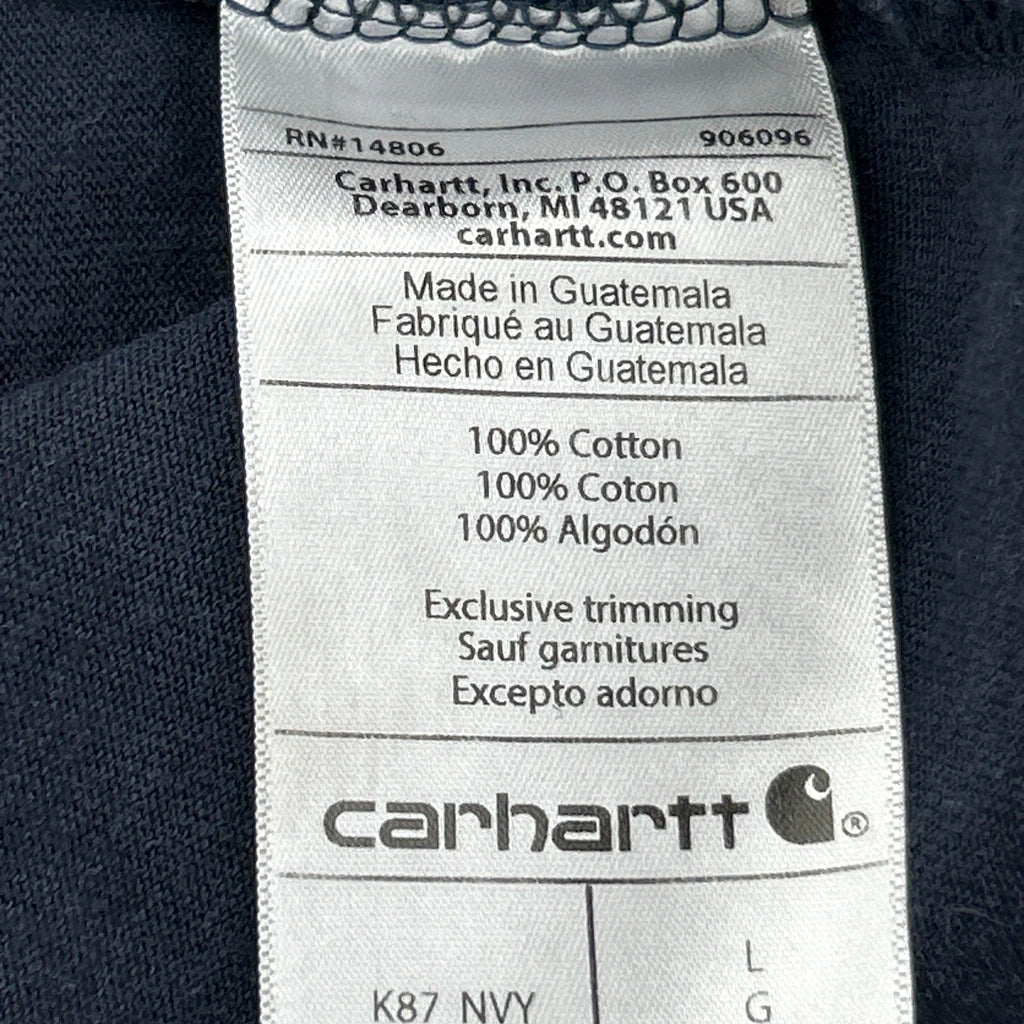 RN#14806 906096
Carhartt, Inc. P.O. Box 600
Dearborn, MI 48121 USA
carhartt.com
Made in Guatemala
Fabriqué au Guatemala
Hecho en Guatemala
100% Cotton
100% Coton
100% Algodón
Exclusive trimming
Sauf garnitures
Excepto adorno
carhartt ®
L
K87 NVY G